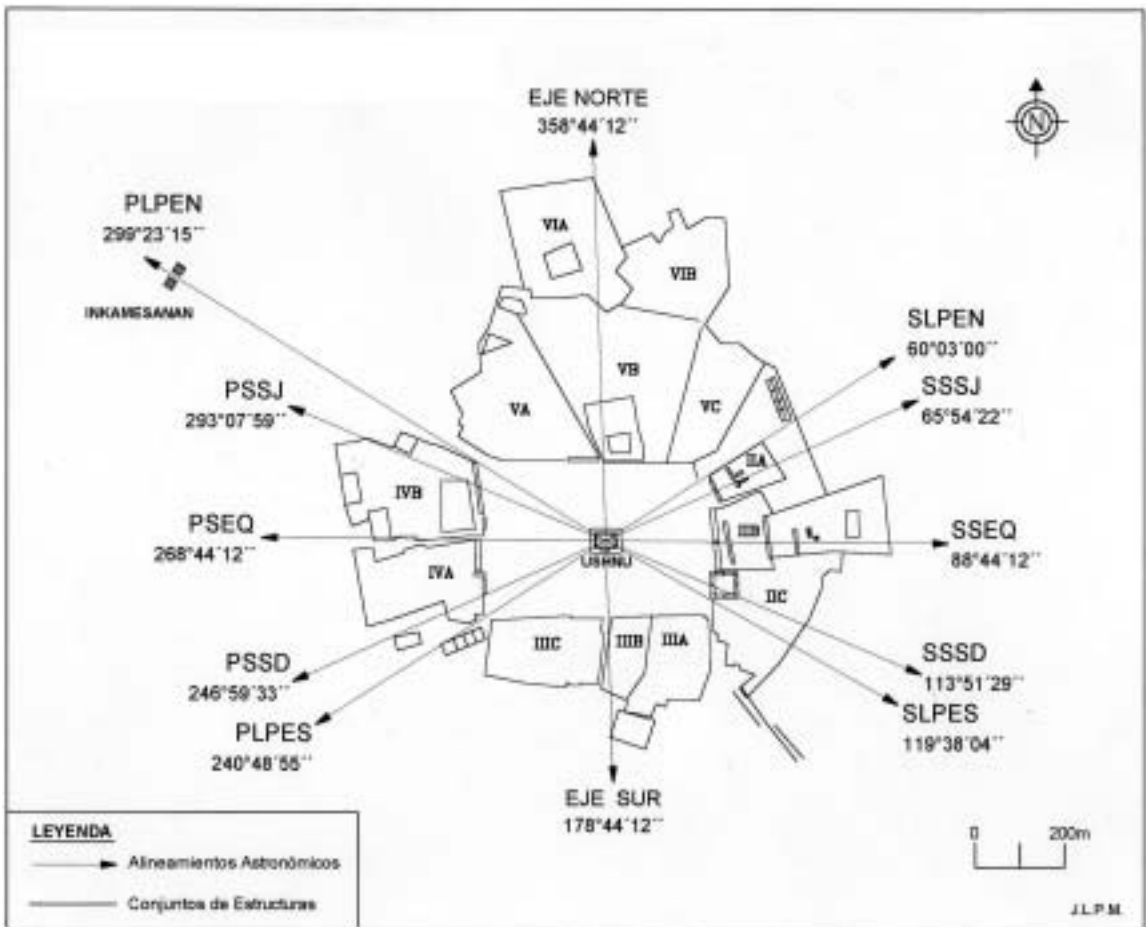 EJE NORTE
358°44´12´´
N
PLPEN
299°23´15´´
INKAMESANAN
VIA
VIB
SLPEN
60°03´00´´
SSSJ
65°54´22´´
PSSJ
293°07´59´´
VA
VB
VC
IIA
IVB
PSEQ
268°44´12´´
USHNU
SSEQ
88°44´12´´
IVA
IIC
IIIC
IIIB
IIIA
PSSD
246°59´33´´
SSSD
113°51´29´´
PLPES
240°48´55´´
SLPES
119°38´04´´
EJE SUR
178°44´12´´
LEYENDA
Alineamientos Astronómicos
Conjuntos de Estructuras
0 200m
J.L.P.M.